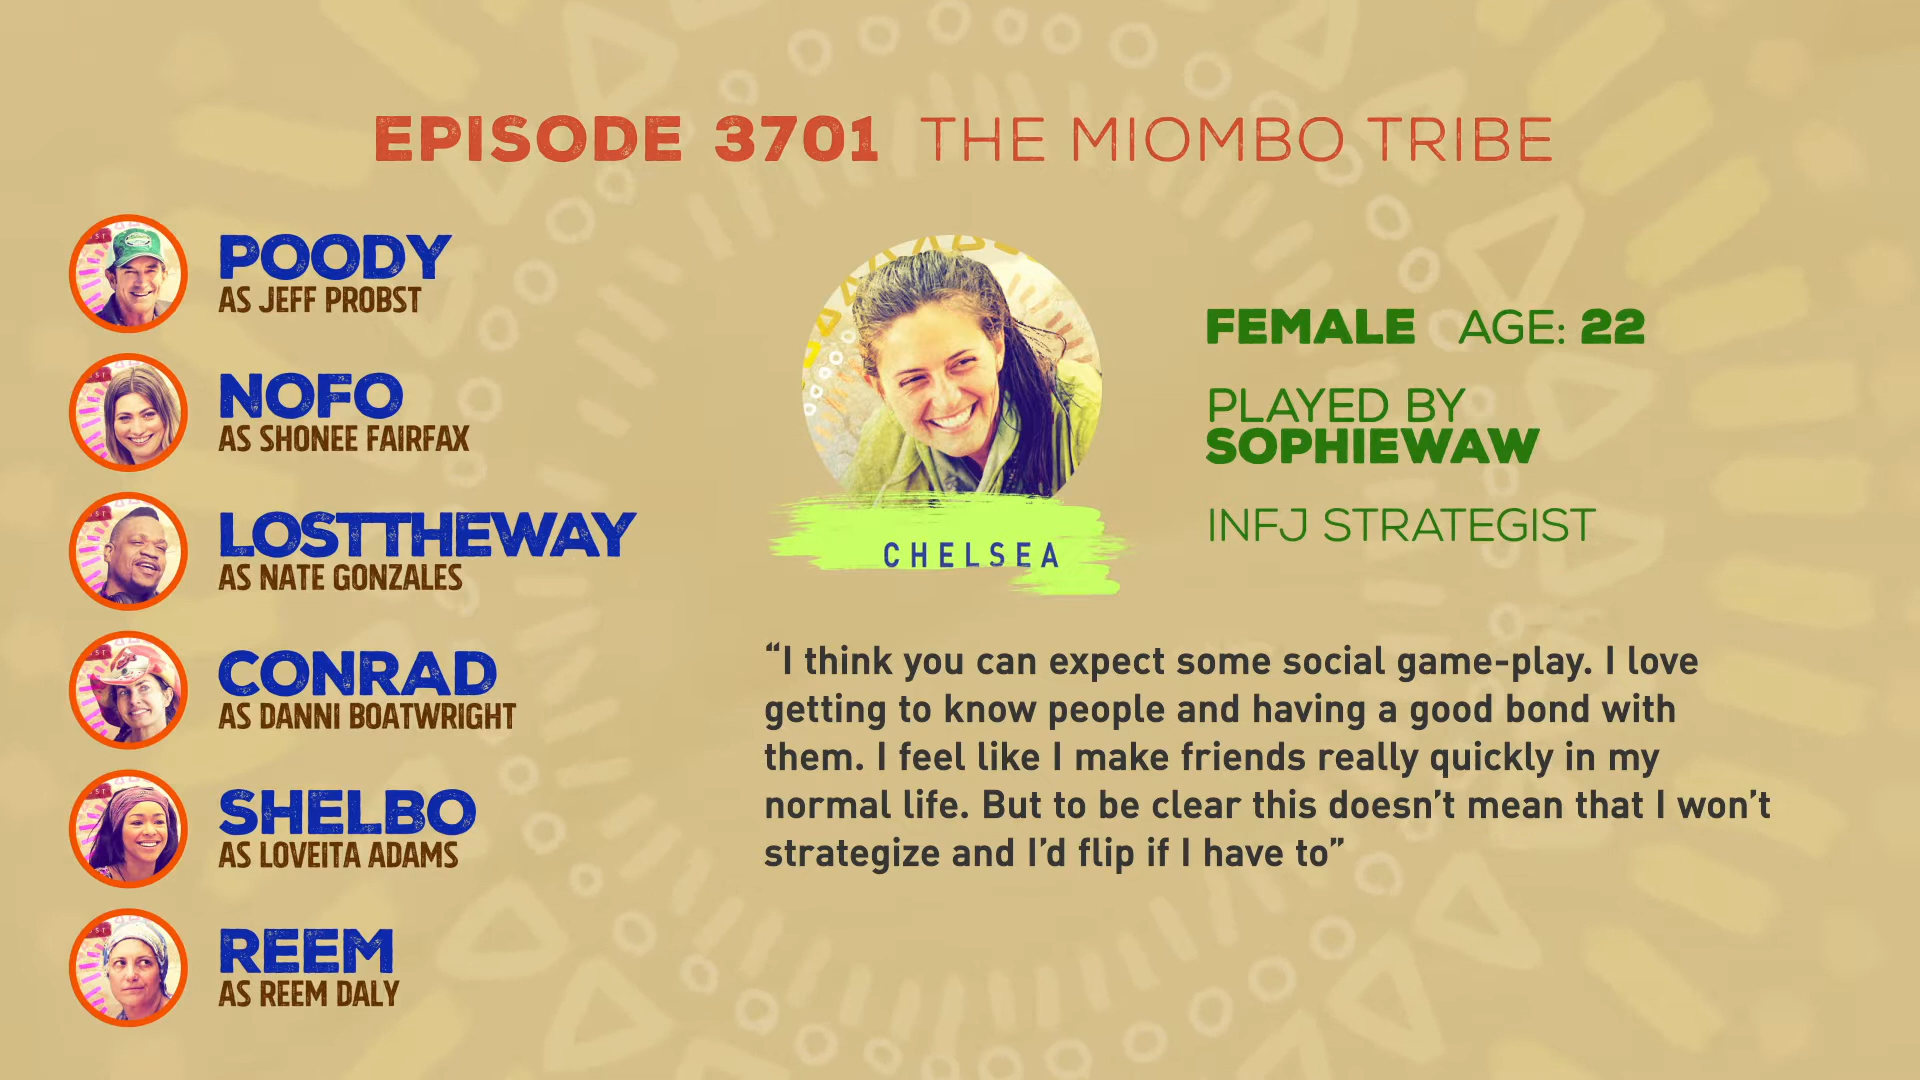 EPISODE 3701 THE MIOMBO TRIBE
POODY
AS JEFF PROBST
NOFO
AS SHONEE FAIRFAX
LOSTTHEWAY
AS NATE GONZALES
CONRAD
AS DANNI BOATWRIGHT
SHELBO
AS LOVEITA ADAMS
REEM
AS REEM DALY
CHELSEA
FEMALE AGE: 22
PLAYED BY
SOPHIEWAW
INFJ STRATEGIST
“I think you can expect some social game-play. I love
getting to know people and having a good bond with
them. I feel like I make friends really quickly in my
normal life. But to be clear this doesn’t mean that I won’t
strategize and I’d flip if I have to”